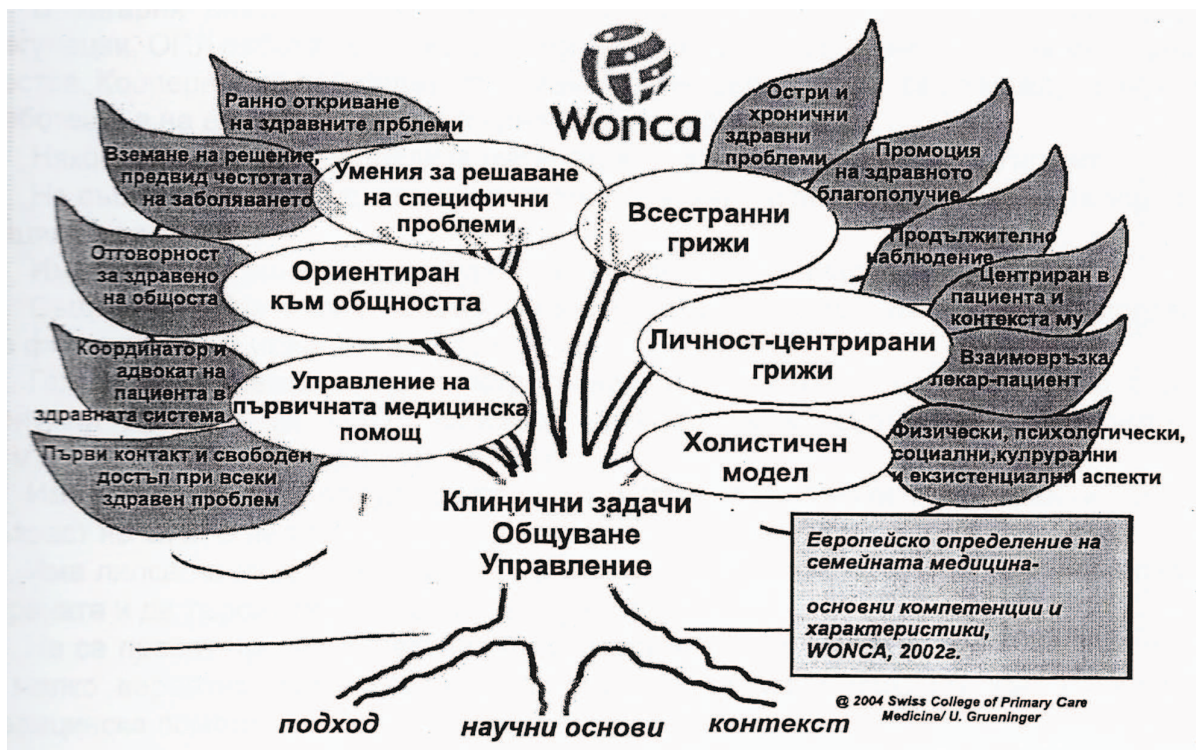 Wonca
Ранно откриване
на здравните прблеми
Вземане на решение,
предвид честотата
на заболяването
Отговорност
за здравено
на общоста
Координатор и
адвокат на
пациента в
здравната система
Първи контакт и свободен
достъп при всеки
здравен проблем
Умения за решаване
на специфични
проблеми
Ориентиран
към общността
Управление на
първичната медицинска
помощ
Всестранни
грижи
Личност-центрирани
грижи
Холистичен
модел
Остри и
хронични
здравни
проблеми
Промоция
на здравното
благополучие
Продължително
наблюдение
Центриран в
пациента и
контекста му
Взаимовръзка
лекар-пациент
Физически, психологически,
социални,кулрурални
и екзистенциални аспекти
Клинични задачи
Общуване
Управление
Европейско определение на
семейната медицина-
основни компетенции и
характеристики,
WONCA, 2002г.
@ 2004 Swiss College of Primary Care
Medicine/ U. Grueninger
подход
научни основи
контекст